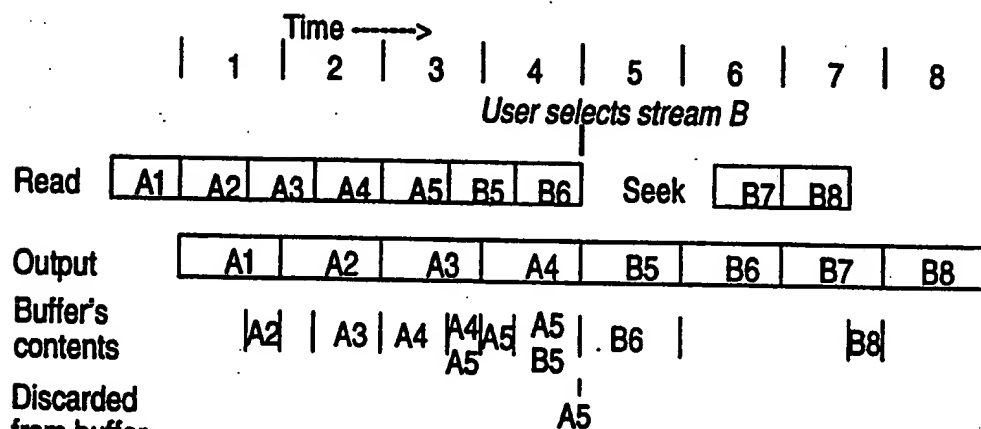 Time ------>
| 1 | 2 | 3 | 4 | 5 | 6 | 7 | 8
User selects stream B
Read A1 A2 A3 A4 A5 B5 B6 Seek B7 B8
Output A1 A2 A3 A4 B5 B6 B7 B8
Buffer's
contents
A2 A3 A4 A4 A5 A5 B6 B8
A5 B5
Discarded
A5
from buffer